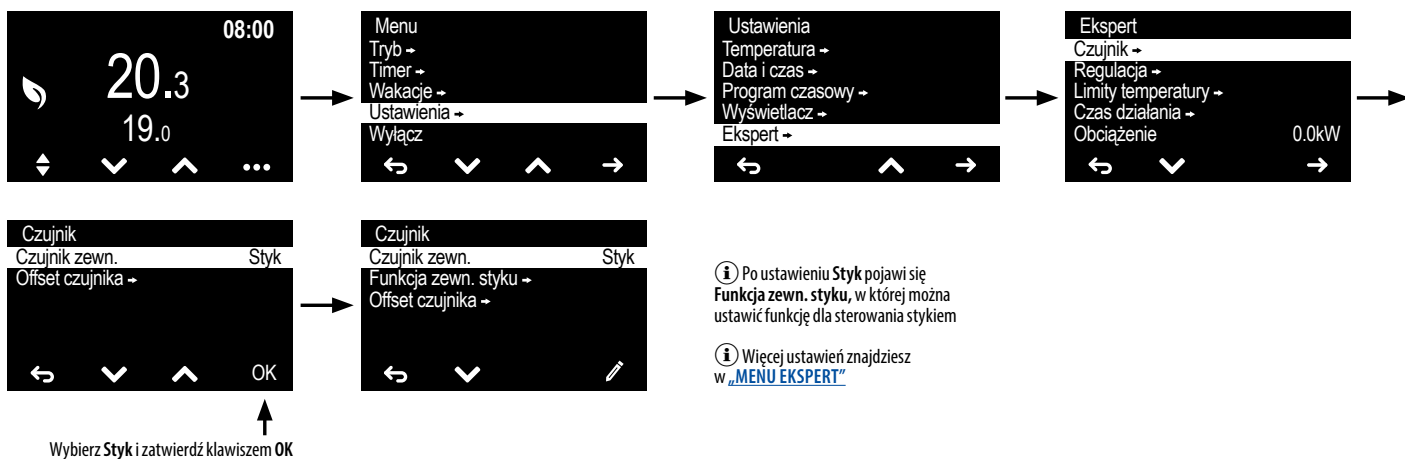 08:00
20.3
19.0
Menu
Tryb →
Timer →
Wakacje →
Ustawienia →
Wyłącz
Ustawienia
Temperatura →
Data i czas →
Program czasowy →
Wyświetlacz →
Ekspert →
Ekspert
Czujnik →
Regulacja →
Limity temperatury →
Czas działania →
Obciążenie 0.0kW
Czujnik
Czujnik zewn. Styk
Offset czujnika →
OK
Wybierz Styk i zatwierdź klawiszem OK
Czujnik
Czujnik zewn. Styk
Funkcja zewn. styku →
Offset czujnika →
i Po ustawieniu Styk pojawi się
Funkcja zewn. styku, w której można
ustawić funkcję dla sterowania stykiem
i Więcej ustawień znajdziesz
w „MENU EKSPERT”